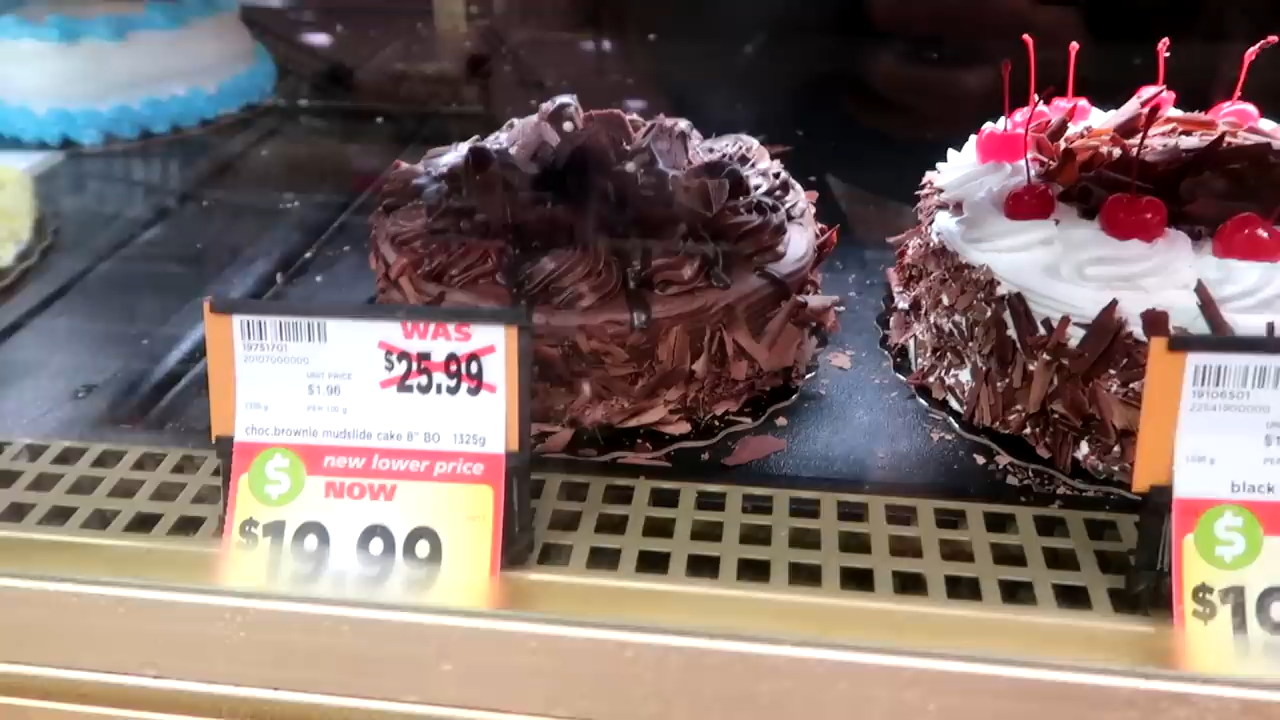 WAS
$25.99
19751701
20107000000
UNIT PRICE
$1.96
PER 100 g
choc.brownie mudslide cake 8" BO 1325g
new lower price
NOW
$19.99
19106501
22541900000
black
$